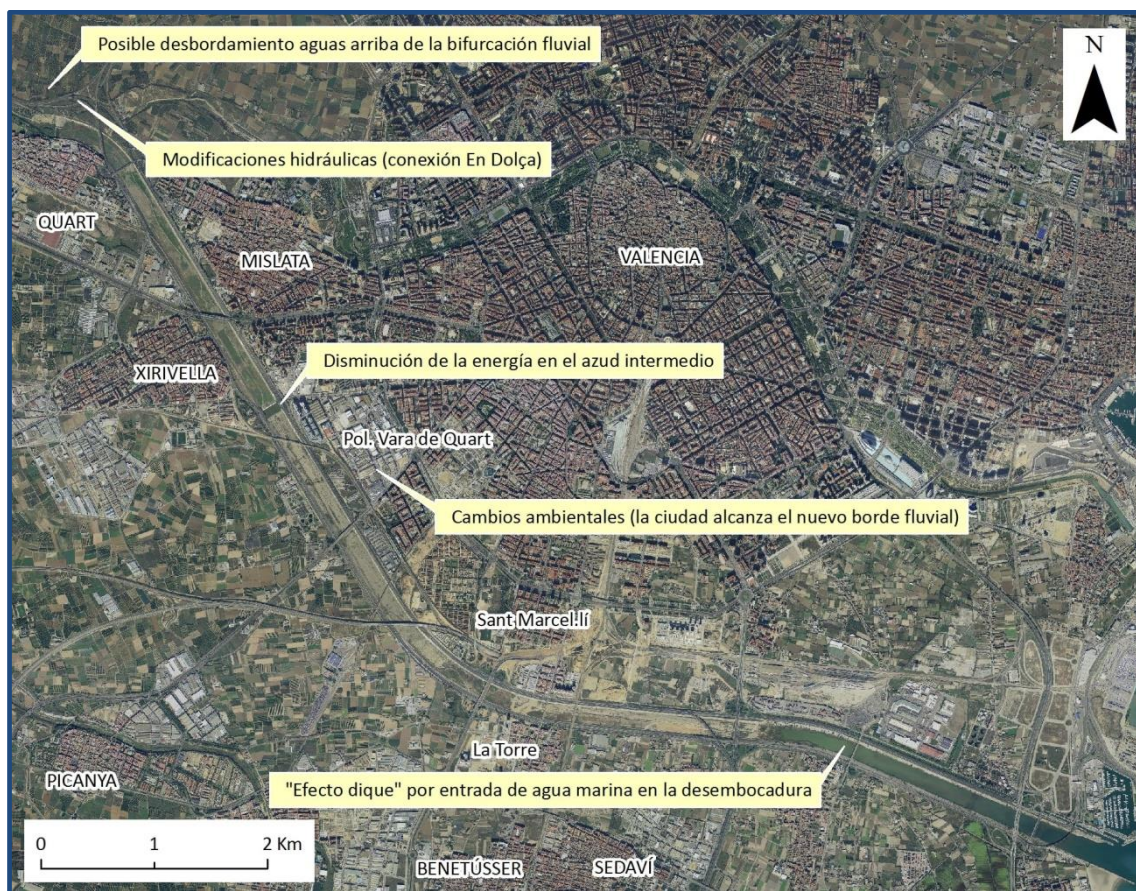 Posible desbordamiento aguas arriba de la bifurcación fluvial
N
Modificaciones hidráulicas (conexión En Dolça)
QUART
MISLATA
VALENCIA
Disminución de la energía en el azud intermedio
XIRIVELLA
Pol. Vara de Quart
Cambios ambientales (la ciudad alcanza el nuevo borde fluvial)
Sant Marcel.lí
La Torre
PICANYA
"Efecto dique" por entrada de agua marina en la desembocadura
0 1 2 Km
BENETÚSSER
SEDAVÍ